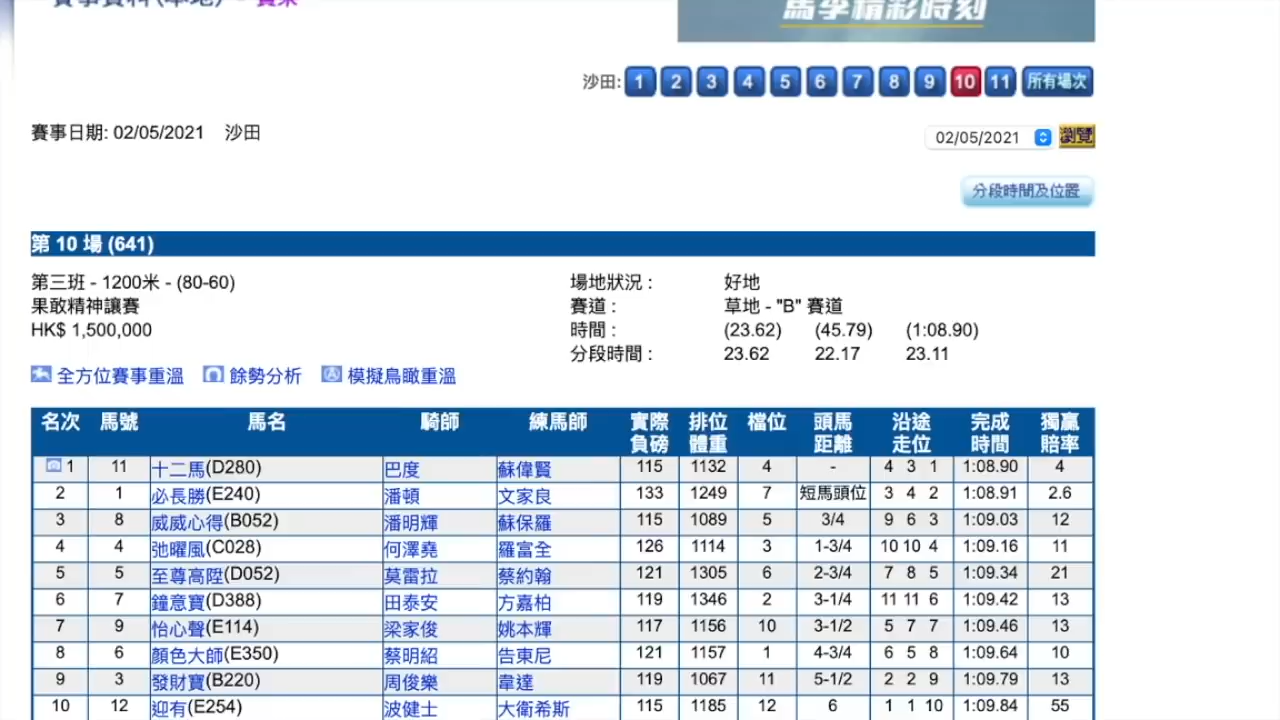 賽事資料(本地) - 賽果
馬季精彩時刻
沙田: 1 2 3 4 5 6 7 8 9 10 11 所有場次
賽事日期: 02/05/2021 沙田
02/05/2021 瀏覽
分段時間及位置
第 10 場 (641)
第三班 - 1200米 - (80-60) 場地狀況 : 好地
果敢精神讓賽 賽道 : 草地 - "B" 賽道
HK$ 1,500,000 時間 : (23.62) (45.79) (1:08.90)
分段時間 : 23.62 22.17 23.11
全方位賽事重溫 餘勢分析 模擬鳥瞰重溫
名次 馬號 馬名 騎師 練馬師 實際負磅 排位體重 檔位 頭馬距離 沿途走位 完成時間 獨贏賠率
1 11 十二馬(D280) 巴度 蘇偉賢 115 1132 4 - 4 3 1 1:08.90 4
2 1 必長勝(E240) 潘頓 文家良 133 1249 7 短馬頭位 3 4 2 1:08.91 2.6
3 8 威威心得(B052) 潘明輝 蘇保羅 115 1089 5 3/4 9 6 3 1:09.03 12
4 4 弛曜風(C028) 何澤堯 羅富全 126 1114 3 1-3/4 10 10 4 1:09.16 11
5 5 至尊高陞(D052) 莫雷拉 蔡約翰 121 1305 6 2-3/4 7 8 5 1:09.34 21
6 7 鐘意寶(D388) 田泰安 方嘉柏 119 1346 2 3-1/4 11 11 6 1:09.42 13
7 9 怡心聲(E114) 梁家俊 姚本輝 117 1156 10 3-1/2 5 7 7 1:09.46 13
8 6 顏色大師(E350) 蔡明紹 告東尼 121 1157 1 4-3/4 6 5 8 1:09.64 10
9 3 發財寶(B220) 周俊樂 韋達 119 1067 11 5-1/2 2 2 9 1:09.79 13
10 12 迎有(E254) 波健士 大衛希斯 115 1185 12 6 1 1 10 1:09.84 55